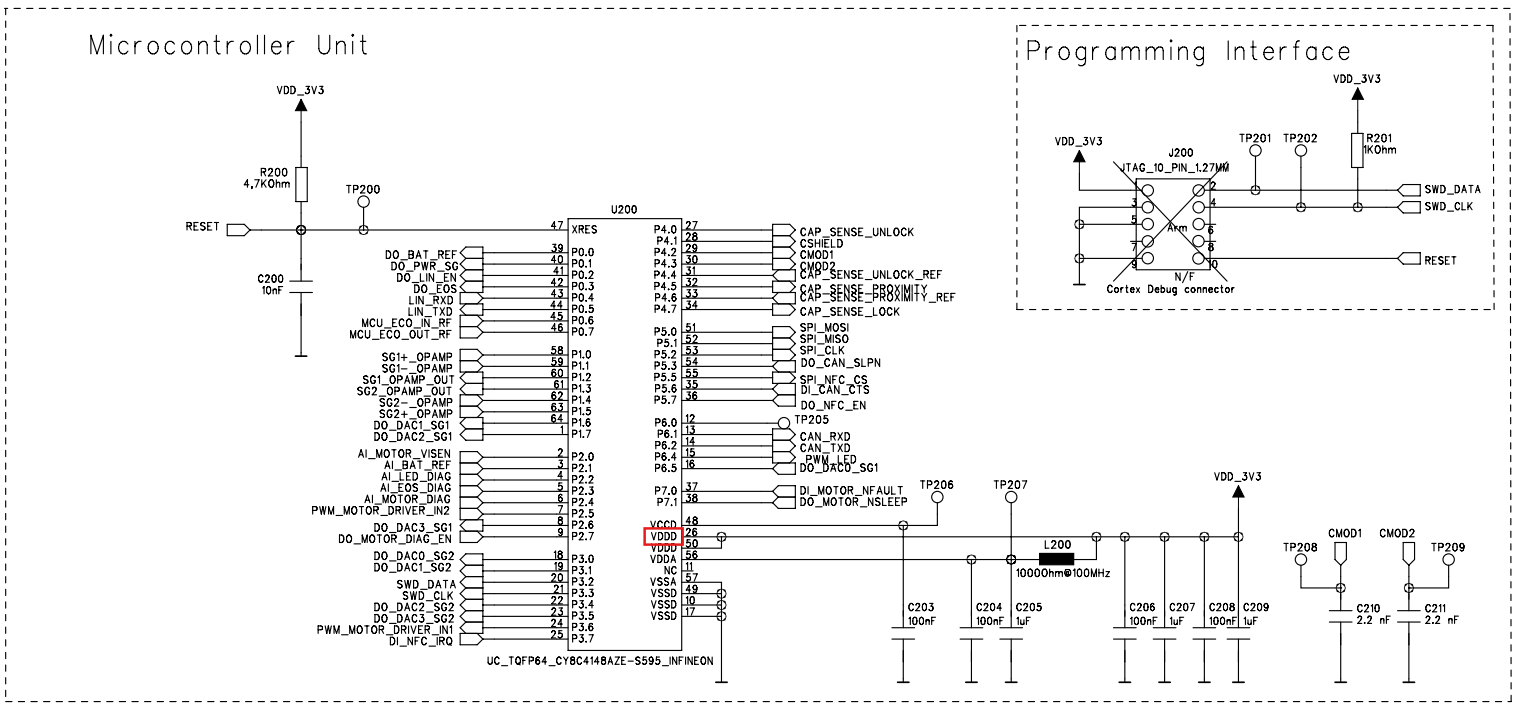 Microcontroller Unit
Programming Interface
VDD_3V3
R200
4,7KOhm
TP200
RESET
C200
10nF
VDD_3V3
J200
JTAG_10_PIN_1.27MM
TP201
TP202
VDD_3V3
R201
1KOhm
1
2
SWD_DATA
3
4
SWD_CLK
5
6
Arm
7
8
9
10
RESET
N/F
Cortex Debug connector
U200
47 XRES
DO_BAT_REF 39 P0.0
DO_PWR_SG 40 P0.1
DO_LIN_EN 41 P0.2
DO_EOS 42 P0.3
LIN_RXD 43 P0.4
LIN_TXD 44 P0.5
MCU_ECO_IN_RF 45 P0.6
MCU_ECO_OUT_RF 46 P0.7
SG1+_OPAMP 58 P1.0
SG1-_OPAMP 59 P1.1
SG1_OPAMP_OUT 60 P1.2
SG2_OPAMP_OUT 61 P1.3
SG2-_OPAMP 62 P1.4
SG2+_OPAMP 63 P1.5
DO_DAC1_SG1 64 P1.6
DO_DAC2_SG1 1 P1.7
AI_MOTOR_VISEN 2 P2.0
AI_BAT_REF 3 P2.1
AI_LED_DIAG 4 P2.2
AI_EOS_DIAG 5 P2.3
AI_MOTOR_DIAG 6 P2.4
PWM_MOTOR_DRIVER_IN2 7 P2.5
DO_DAC3_SG1 8 P2.6
DO_MOTOR_DIAG_EN 9 P2.7
DO_DAC0_SG2 18 P3.0
DO_DAC1_SG2 19 P3.1
SWD_DATA 20 P3.2
SWD_CLK 21 P3.3
DO_DAC2_SG2 22 P3.4
DO_DAC3_SG2 23 P3.5
PWM_MOTOR_DRIVER_IN1 24 P3.6
DI_NFC_IRQ 25 P3.7
P4.0 27 CAP_SENSE_UNLOCK
P4.1 28 CSHIELD
P4.2 29 CMOD1
P4.3 30 CMOD2
P4.4 31 CAP_SENSE_UNLOCK_REF
P4.5 32 CAP_SENSE_PROXIMITY
P4.6 33 CAP_SENSE_PROXIMITY_REF
P4.7 34 CAP_SENSE_LOCK
P5.0 51 SPI_MOSI
P5.1 52 SPI_MISO
P5.2 53 SPI_CLK
P5.3 54 DO_CAN_SLPN
P5.5 55 SPI_NFC_CS
P5.6 35 DI_CAN_CTS
P5.7 36 DO_NFC_EN
P6.0 12 TP205
P6.1 13 CAN_RXD
P6.2 14 CAN_TXD
P6.4 15 PWM_LED
P6.5 16 DO_DAC0_SG1
P7.0 37 DI_MOTOR_NFAULT
P7.1 38 DO_MOTOR_NSLEEP
VCCD 48
VDDD 26
VDDD 50
VDDA 56
NC 11
VSSA 57
VSSD 49
VSSD 10
VSSD 17
UC_TQFP64_CY8C4148AZE-S595_INFINEON
TP206
TP207
VDD_3V3
L200
1000Ohm@100MHz
C203
100nF
C204
100nF
C205
1uF
C206
100nF
C207
1uF
C208
100nF
C209
1uF
TP208
CMOD1
CMOD2
TP209
C210
2.2 nF
C211
2.2 nF